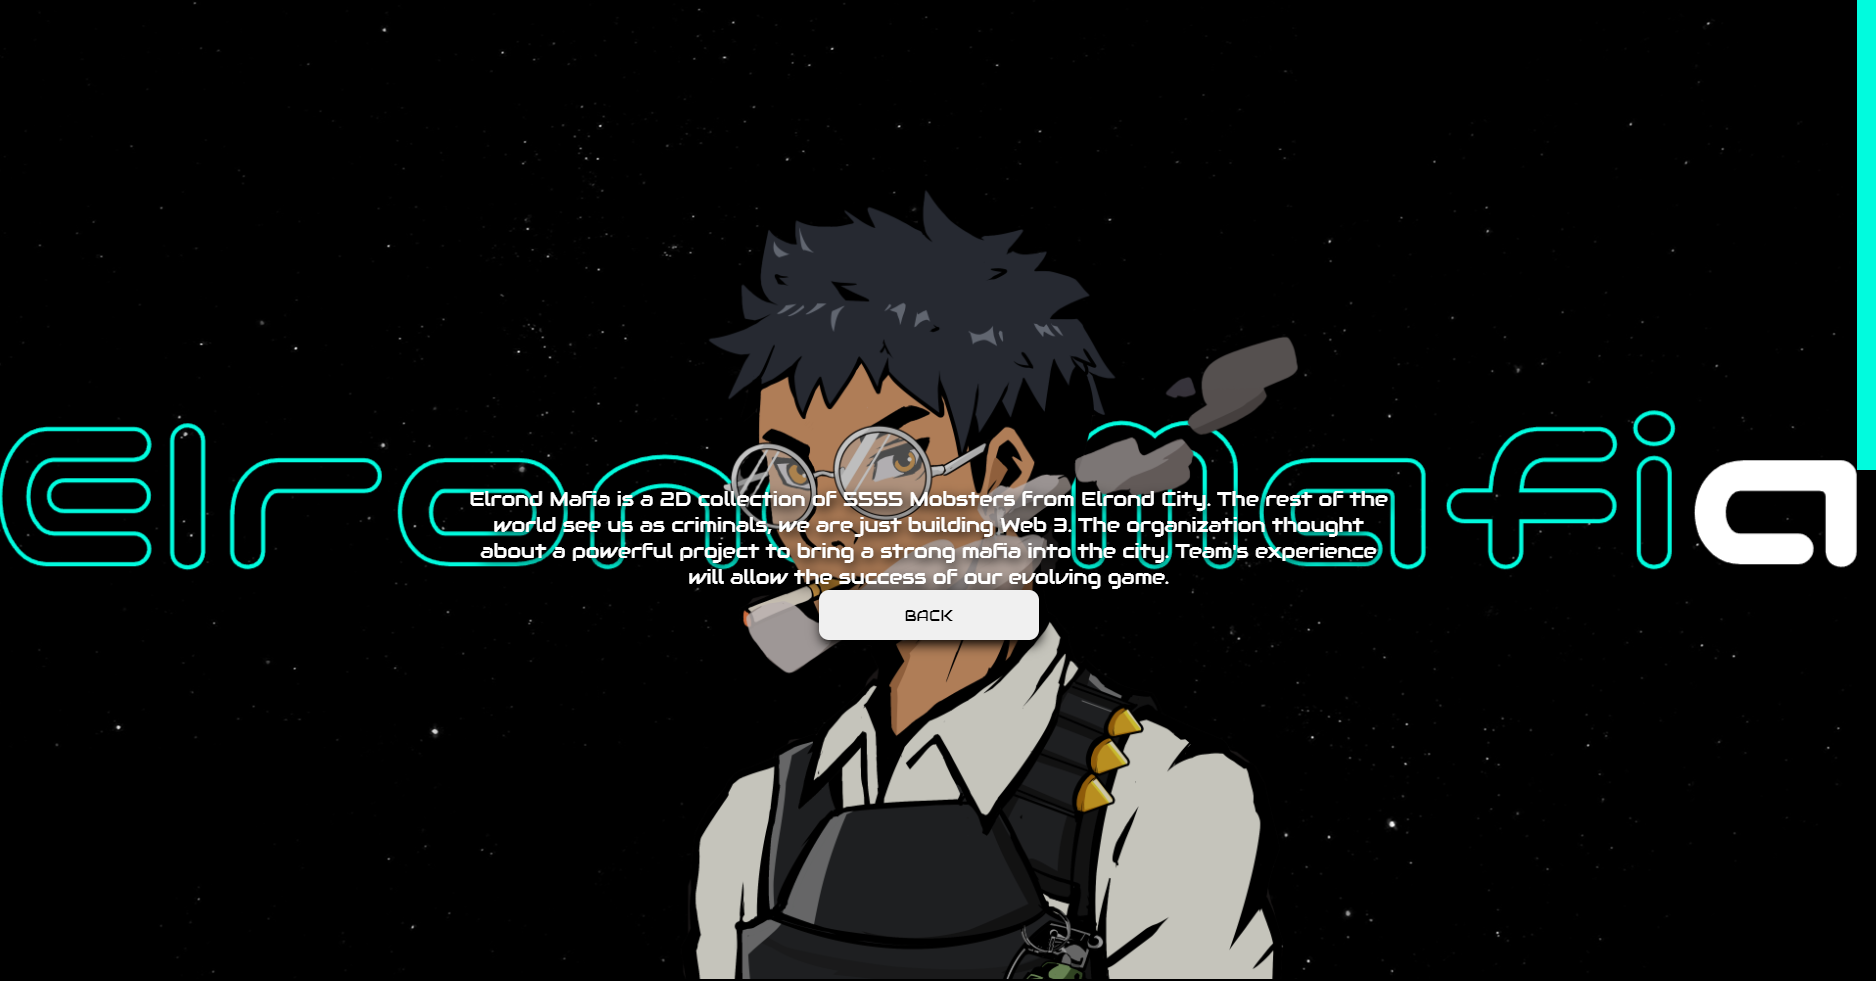 Elrond Mafia
Elrond Mafia is a 2D collection of 5555 Mobsters from Elrond City. The rest of the
world see us as criminals, we are just building Web 3. The organization thought
about a powerful project to bring a strong mafia into the city. Team's experience
will allow the success of our evolving game.
BACK